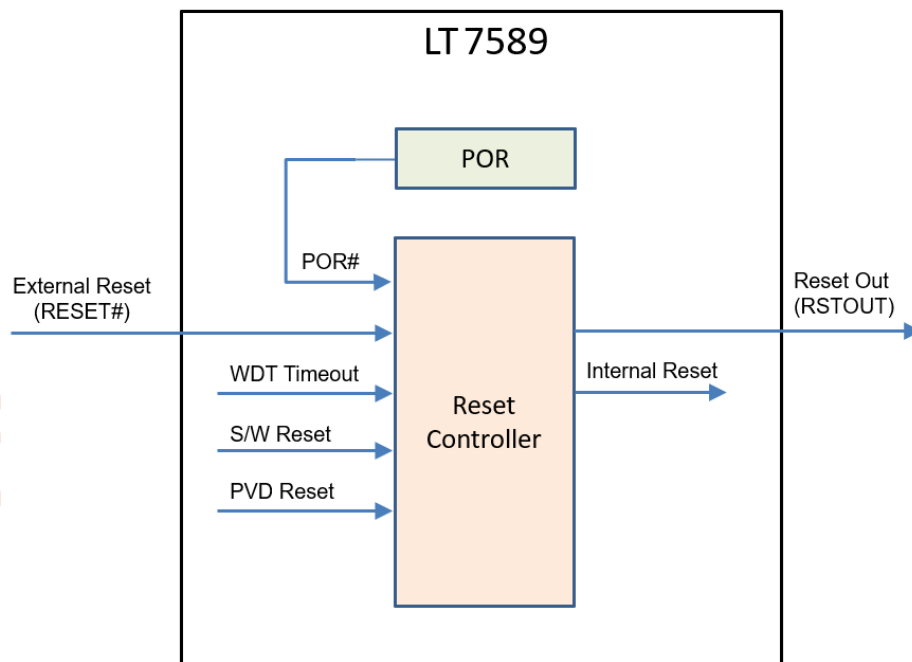 LT 7589
POR
POR#
External Reset
(RESET#)
Reset Out
(RSTOUT)
WDT Timeout
Internal Reset
S/W Reset
Reset
Controller
PVD Reset